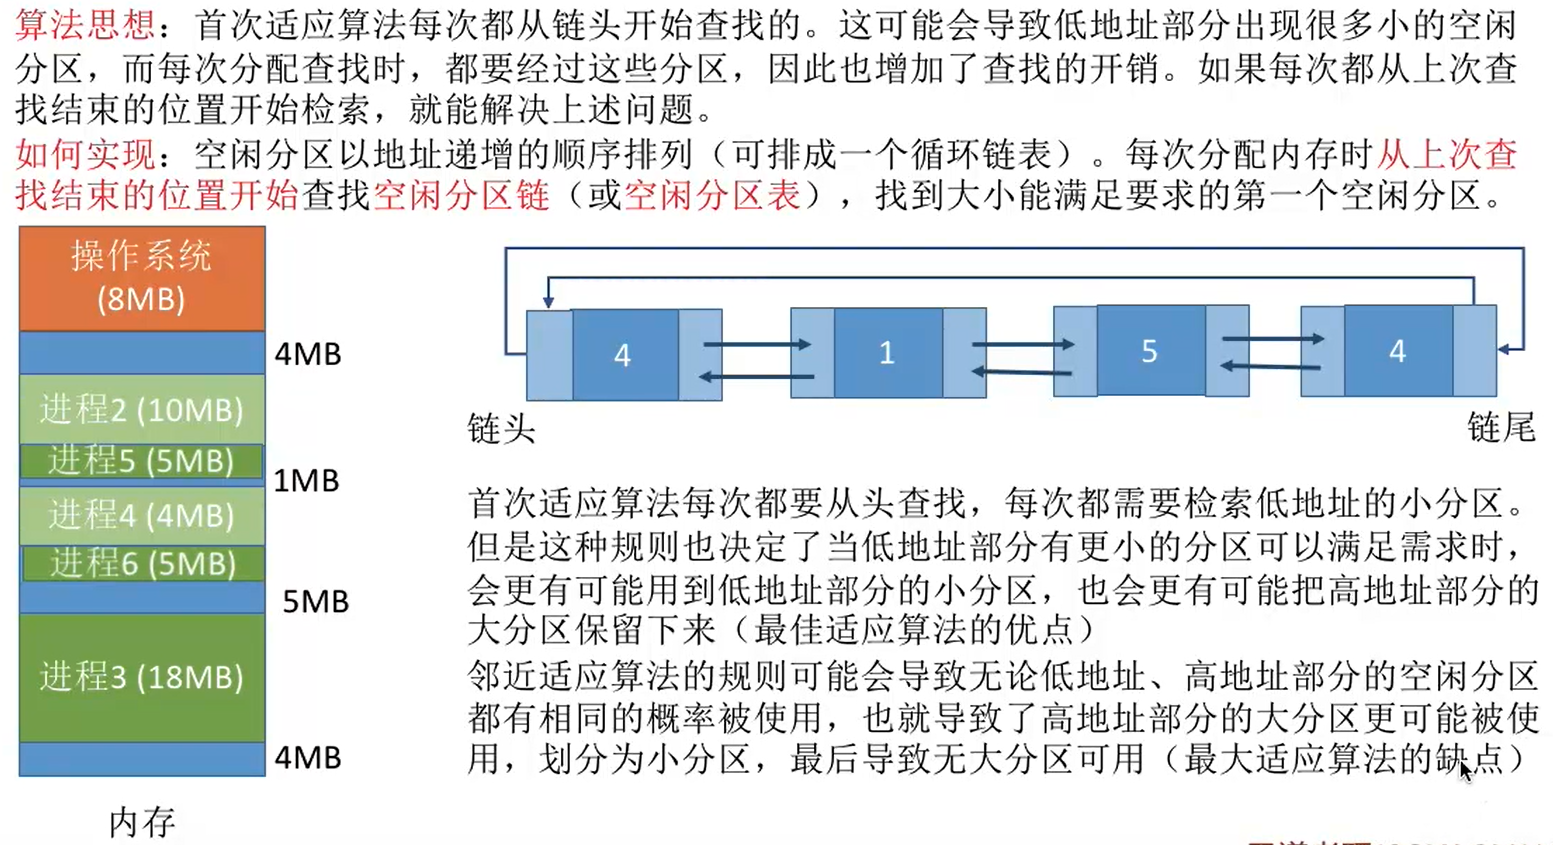 算法思想：首次适应算法每次都从链头开始查找的。这可能会导致低地址部分出现很多小的空闲
分区，而每次分配查找时，都要经过这些分区，因此也增加了查找的开销。如果每次都从上次查
找结束的位置开始检索，就能解决上述问题。
如何实现：空闲分区以地址递增的顺序排列（可排成一个循环链表）。每次分配内存时从上次查
找结束的位置开始查找空闲分区链（或空闲分区表），找到大小能满足要求的第一个空闲分区。
操作系统
(8MB)
4MB
进程2 (10MB)
进程5 (5MB)
1MB
进程4 (4MB)
进程6 (5MB)
5MB
进程3 (18MB)
4MB
内存
4
1
5
4
链头
链尾
首次适应算法每次都要从头查找，每次都需要检索低地址的小分区。
但是这种规则也决定了当低地址部分有更小的分区可以满足需求时，
会更有可能用到低地址部分的小分区，也会更有可能把高地址部分的
大分区保留下来（最佳适应算法的优点）
邻近适应算法的规则可能会导致无论低地址、高地址部分的空闲分区
都有相同的概率被使用，也就导致了高地址部分的大分区更可能被使
用，划分为小分区，最后导致无大分区可用（最大适应算法的缺点）